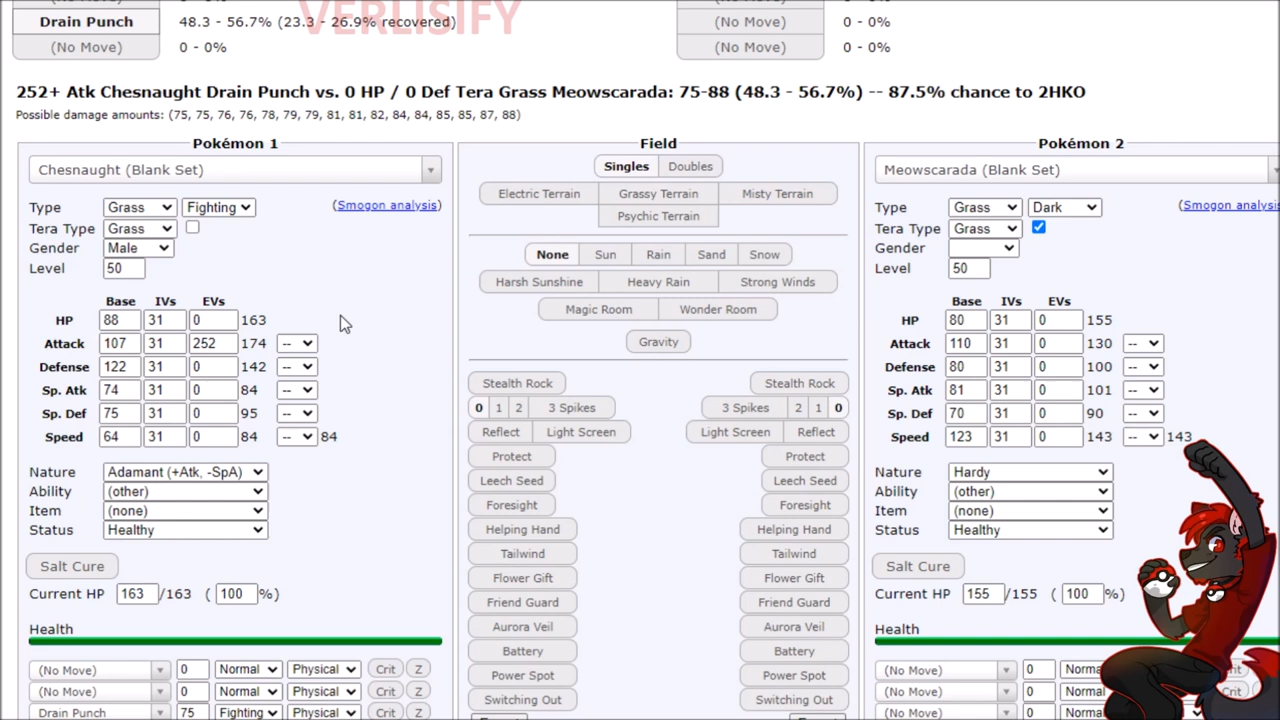 Drain Punch 48.3 - 56.7% (23.3 - 26.9% recovered) 0 - 0%
VERLISIFY
(No Move) 0 - 0% (No Move) 0 - 0%
252+ Atk Chesnaught Drain Punch vs. 0 HP / 0 Def Tera Grass Meowscarada: 75-88 (48.3 - 56.7%) -- 87.5% chance to 2HKO
Possible damage amounts: (75, 75, 76, 76, 78, 79, 79, 81, 81, 82, 84, 84, 85, 85, 87, 88)
Pokémon 1
Chesnaught (Blank Set)
Type Grass Fighting (Smogon analysis)
Tera Type Grass
Gender Male
Level 50
Base IVs EVs
HP 88 31 0 163
Attack 107 31 252 174 --
Defense 122 31 0 142 --
Sp. Atk 74 31 0 84 --
Sp. Def 75 31 0 95 --
Speed 64 31 0 84 -- 84
Nature Adamant (+Atk, -SpA)
Ability (other)
Item (none)
Status Healthy
Salt Cure
Current HP 163 /163 ( 100 %)
Health
(No Move) 0 Normal Physical Crit Z
(No Move) 0 Normal Physical Crit Z
Drain Punch 75 Fighting Physical Crit Z
Field
Singles Doubles
Electric Terrain Grassy Terrain Misty Terrain
Psychic Terrain
None Sun Rain Sand Snow
Harsh Sunshine Heavy Rain Strong Winds
Magic Room Wonder Room
Gravity
Stealth Rock Stealth Rock
0 1 2 3 Spikes 3 Spikes 2 1 0
Reflect Light Screen Light Screen Reflect
Protect Protect
Leech Seed Leech Seed
Foresight Foresight
Helping Hand Helping Hand
Tailwind Tailwind
Flower Gift Flower Gift
Friend Guard Friend Guard
Aurora Veil Aurora Veil
Battery Battery
Power Spot Power Spot
Switching Out Switching Out
Pokémon 2
Meowscarada (Blank Set)
Type Grass Dark (Smogon analysis
Tera Type Grass
Gender
Level 50
Base IVs EVs
HP 80 31 0 155
Attack 110 31 0 130 --
Defense 80 31 0 100 --
Sp. Atk 81 31 0 101 --
Sp. Def 70 31 0 90 --
Speed 123 31 0 143 -- 143
Nature Hardy
Ability (other)
Item (none)
Status Healthy
Salt Cure
Current HP 155 /155 ( 100 %)
Health
(No Move) 0 Norma
(No Move) 0 Norma Crit
(No Move) 0